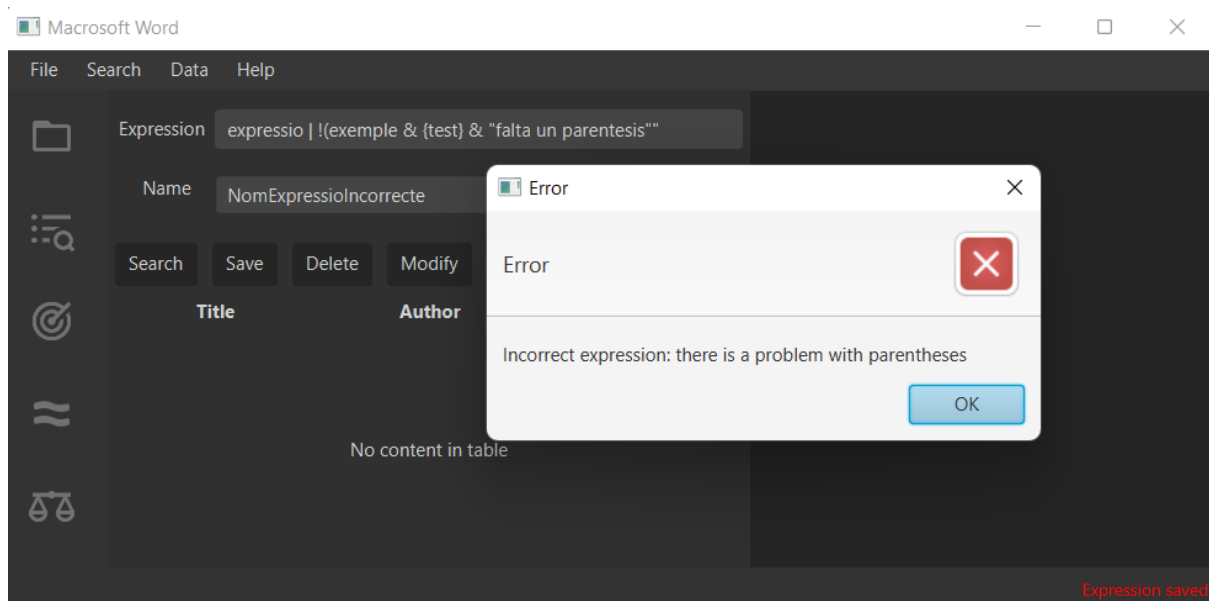 Macrosoft Word
File Search Data Help
Expression expressio | !(exemple & {test} & "falta un parentesis""
Name NomExpressioIncorrecte
Search Save Delete Modify
Title Author
No content in table
Error
Error
Incorrect expression: there is a problem with parentheses
OK
Expression saved